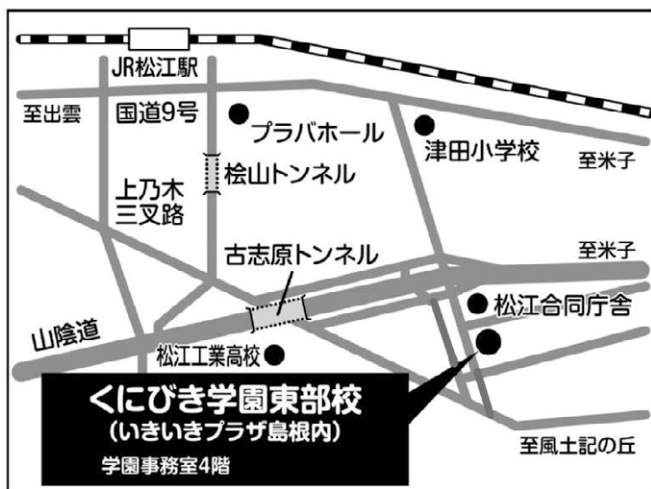 JR松江駅
至出雲
国道9号
プラバホール
津田小学校
至米子
桧山トンネル
上乃木
三叉路
古志原トンネル
至米子
山陰道
松江合同庁舎
松江工業高校
くにびき学園東部校
(いきいきプラザ島根内)
学園事務室4階
至風土記の丘